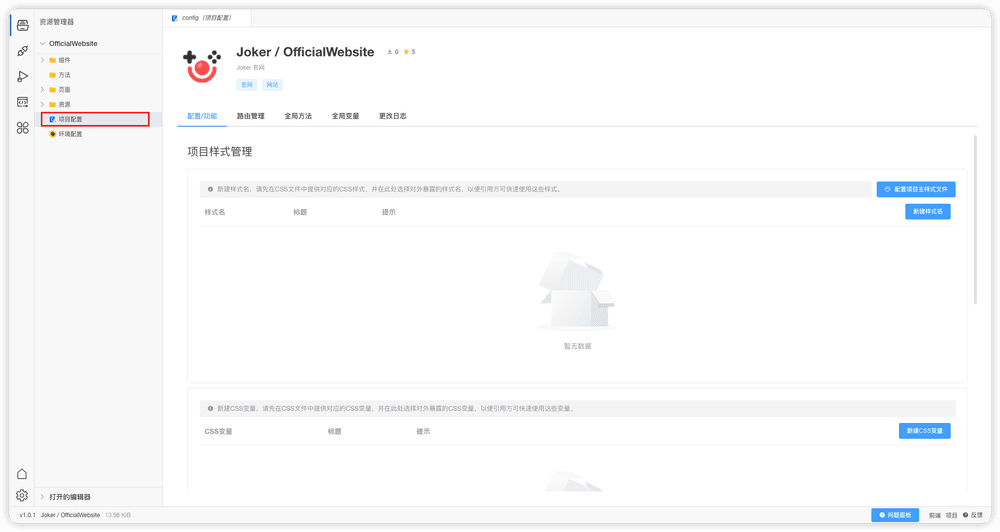 资源管理器
OfficialWebsite
组件
方法
页面
资源
项目配置
环境配置
打开的编辑器
config（项目配置）
Joker / OfficialWebsite
0
5
Joker 官网
官网
网站
配置/功能
路由管理
全局方法
全局变量
更改日志
项目样式管理
新建样式名，请先在CSS文件中提供对应的CSS样式，并在此处选择对外暴露的样式名，以便引用方可快速使用这些样式。
配置项目主样式文件
样式名
标题
提示
新建样式名
暂无数据
新建CSS变量，请先在CSS文件中提供对应的CSS变量，并在此处选择对外暴露的CSS变量，以便引用方可快速使用这些变量。
CSS变量
标题
提示
新建CSS变量
v1.0.1
Joker / OfficialWebsite
13.98 KiB
问题面板
前端
项目
反馈